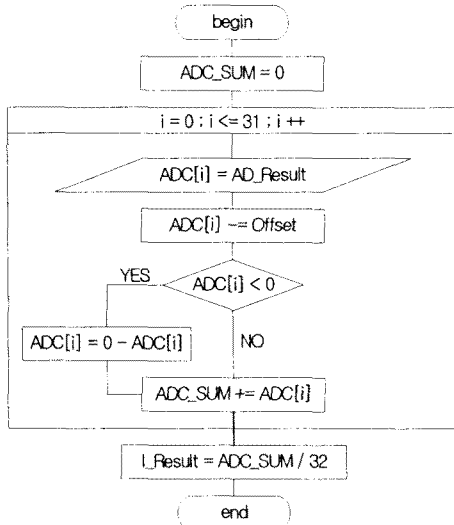 begin
ADC_SUM = 0
i = 0 ; i <= 31 ; i ++
ADC[i] = AD_Result
ADC[i] -= Offset
YES
ADC[i] < 0
ADC[i] = 0 - ADC[i]
NO
ADC_SUM += ADC[i]
I_Result = ADC_SUM / 32
end